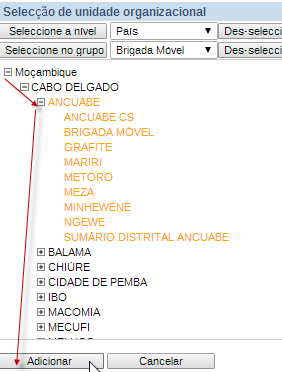 Selecção de unidade organizacional
Seleccione a nível País Des-selecci
Seleccione no grupo Brigada Móvel Des-selecci
Moçambique
CABO DELGADO
ANCUABE
ANCUABE CS
BRIGADA MOVEL
GRAFITE
MARIRI
METORO
MEZA
MINHEWENE
NGEWE
SUMÁRIO DISTRITAL ANCUABE
BALAMA
CHIÚRE
CIDADE DE PEMBA
IBO
MACOMIA
MECUFI
Adicionar Cancelar